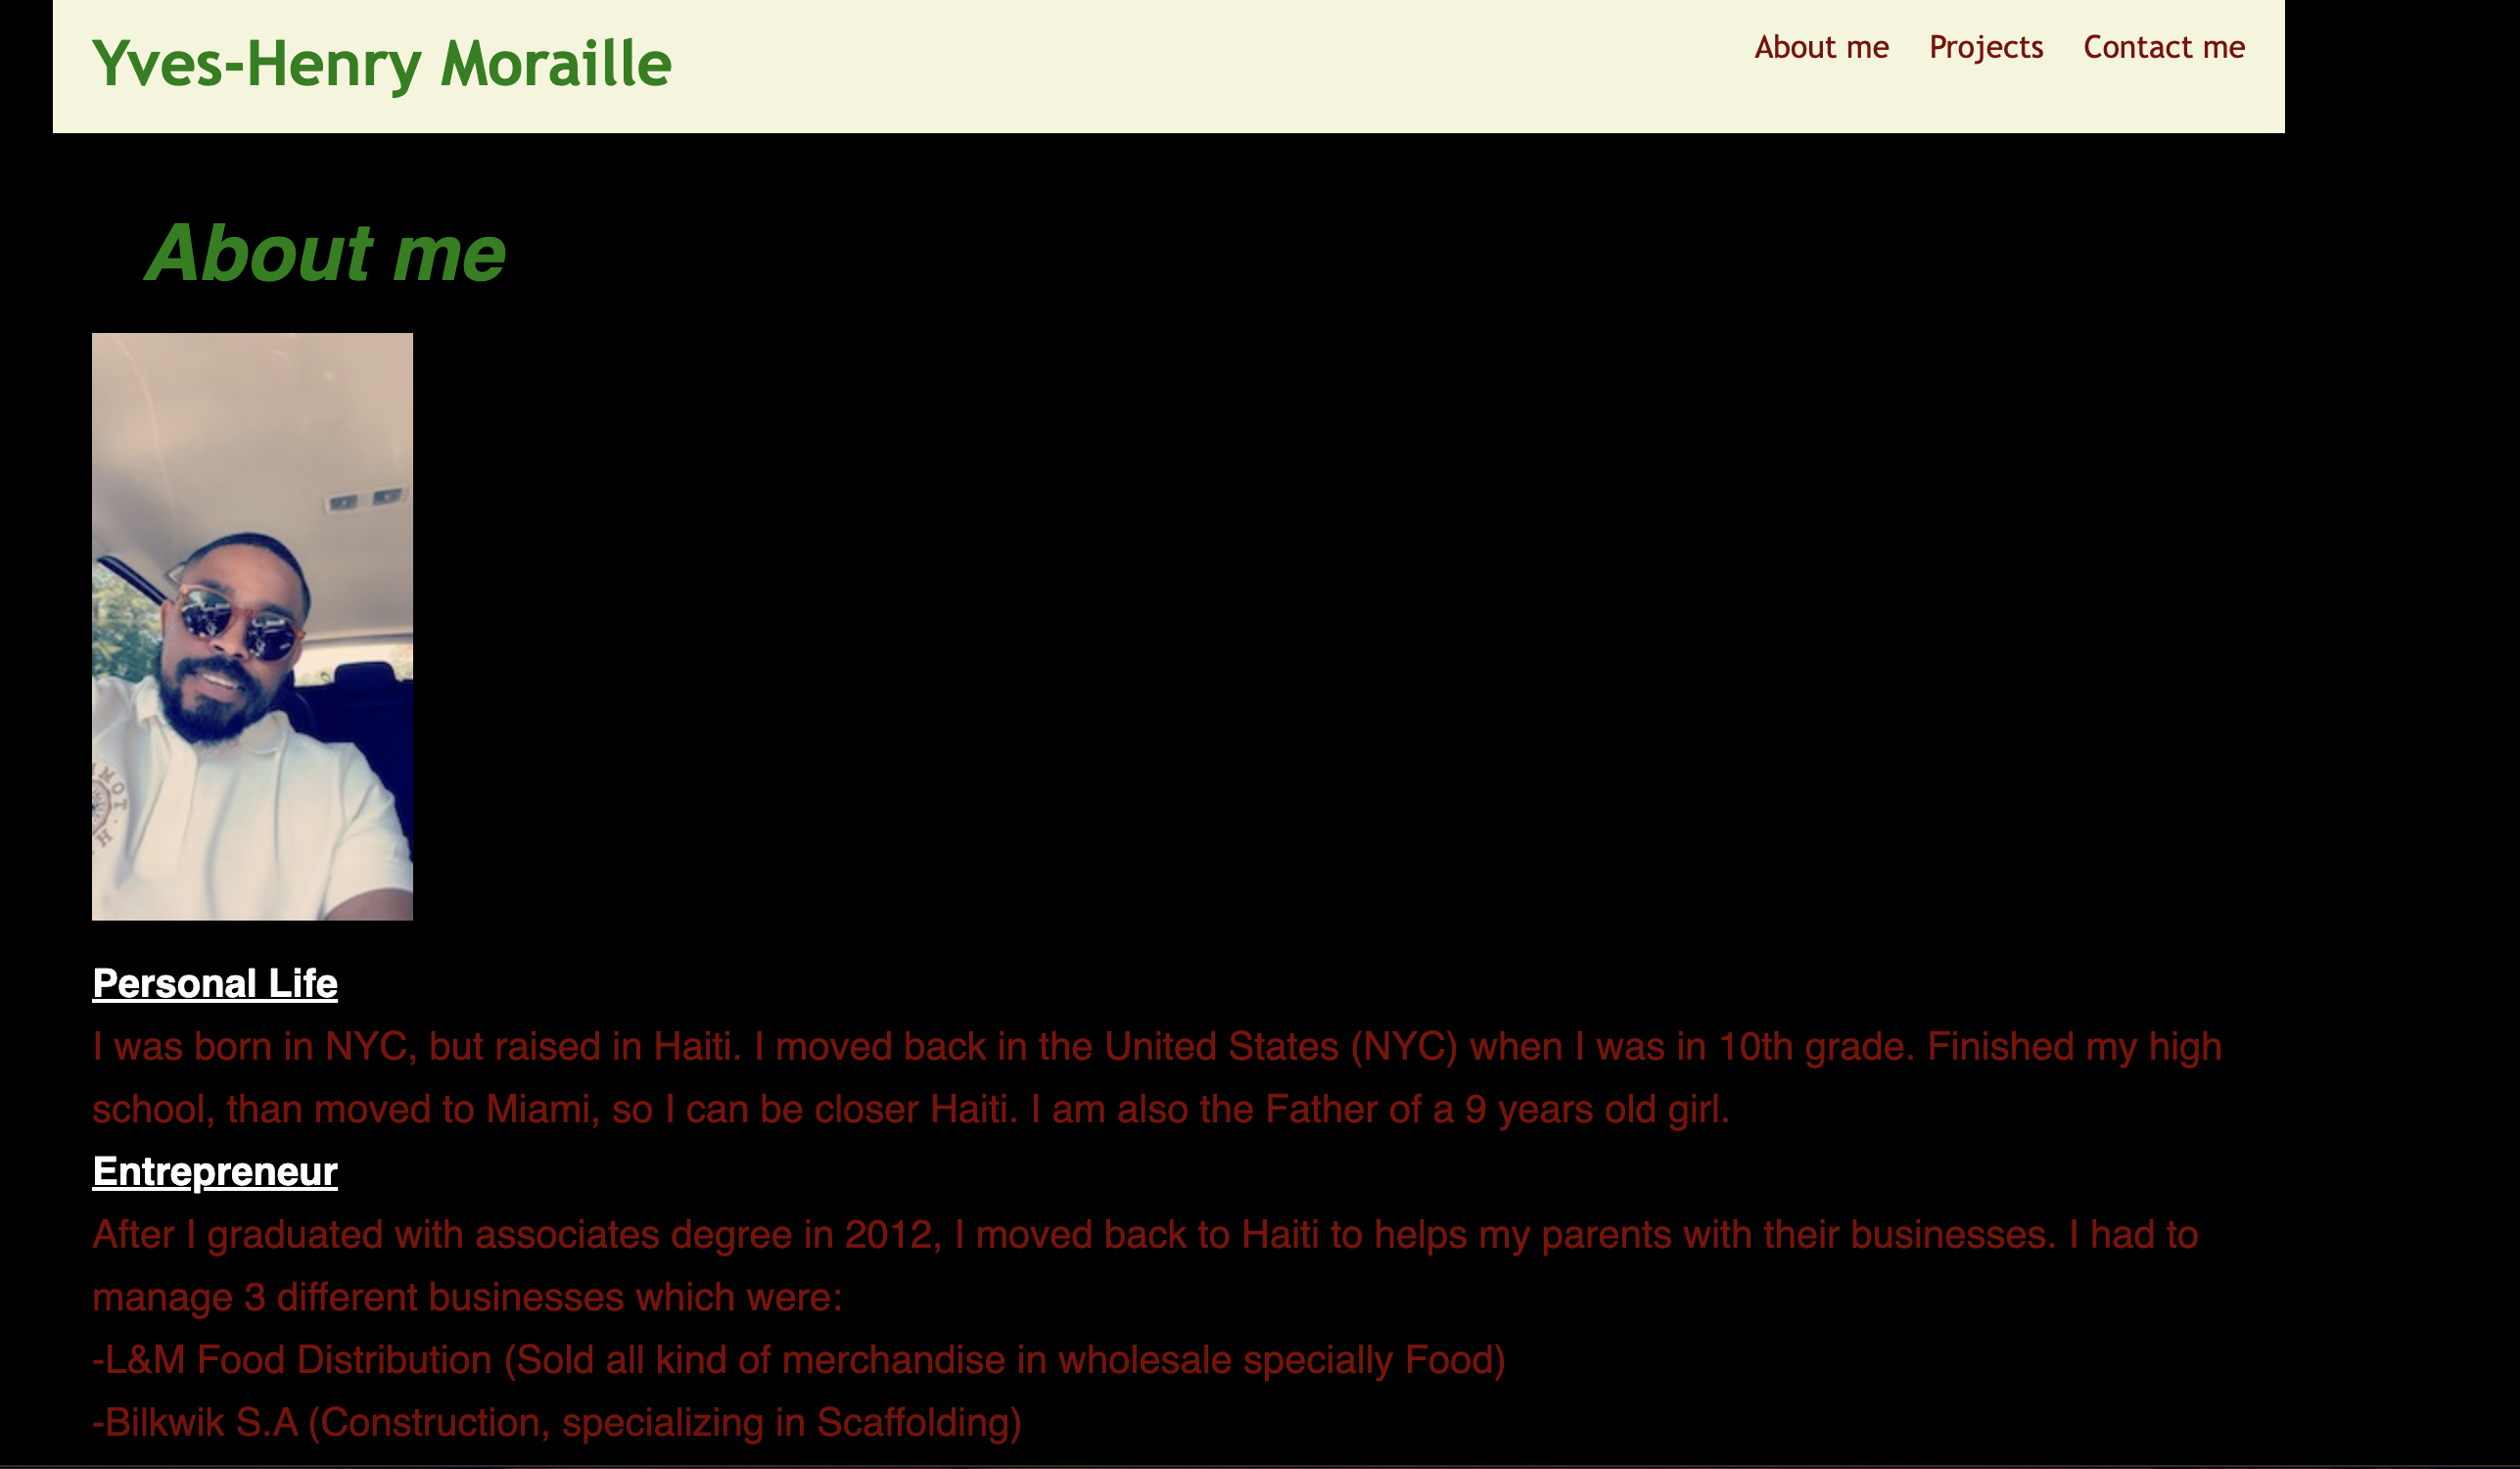 Yves-Henry Moraille
About me Projects Contact me
About me
Personal Life
I was born in NYC, but raised in Haiti. I moved back in the United States (NYC) when I was in 10th grade. Finished my high
school, than moved to Miami, so I can be closer Haiti. I am also the Father of a 9 years old girl.
Entrepreneur
After I graduated with associates degree in 2012, I moved back to Haiti to helps my parents with their businesses. I had to
manage 3 different businesses which were:
-L&M Food Distribution (Sold all kind of merchandise in wholesale specially Food)
-Bilkwik S.A (Construction, specializing in Scaffolding)